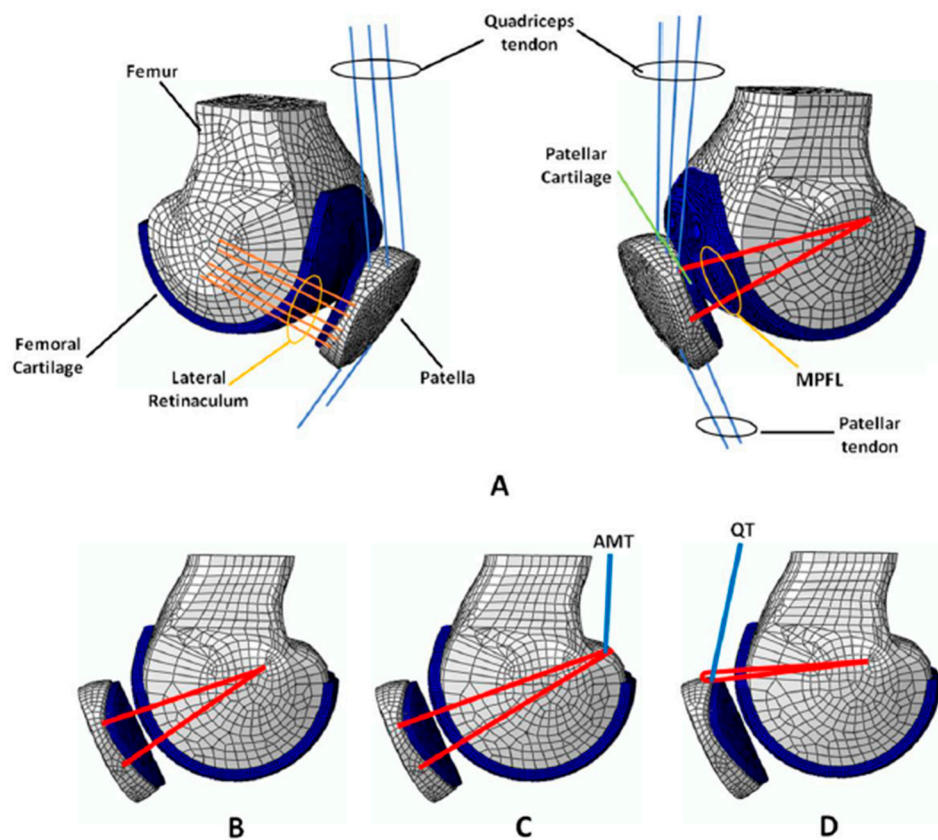 Quadriceps
tendon
Femur
Patellar
Cartilage
Femoral
Cartilage
Lateral
Retinaculum
Patella
MPFL
Patellar
tendon
A
AMT
QT
B
C
D